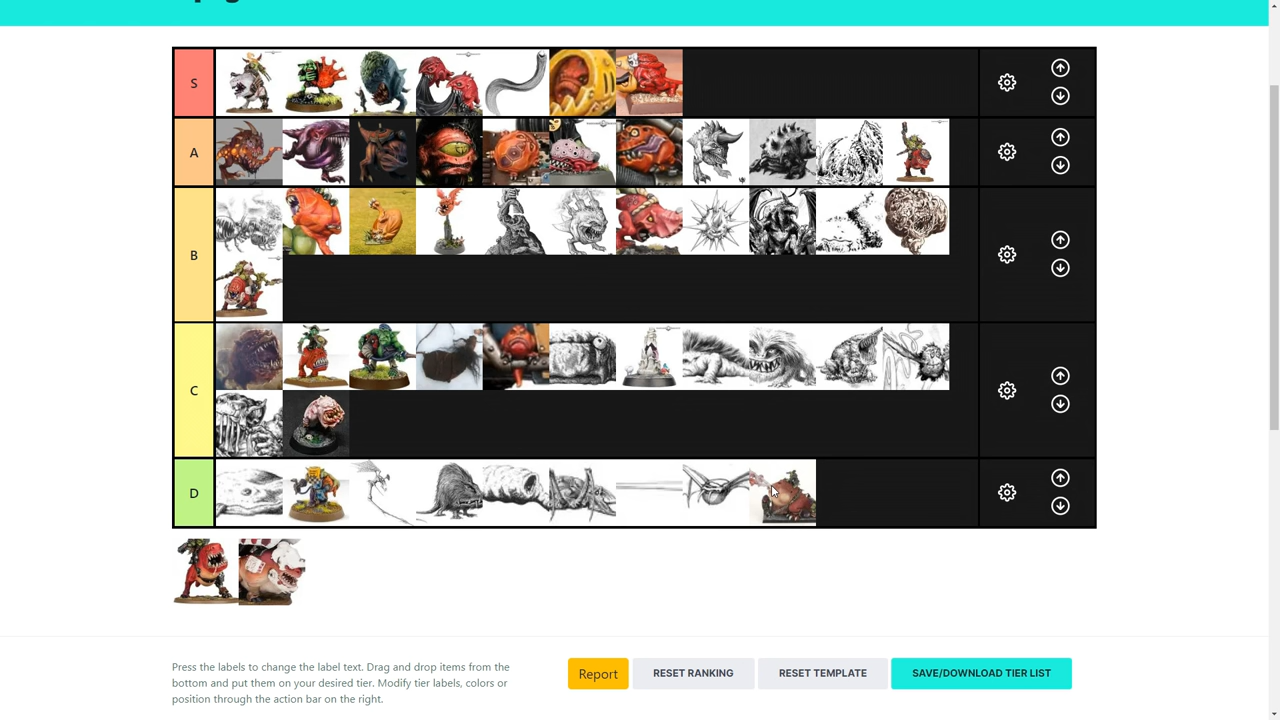 S
A
B
C
D
Press the labels to change the label text. Drag and drop items from the
bottom and put them on your desired tier. Modify tier labels, colors or
position through the action bar on the right.
Report
RESET RANKING
RESET TEMPLATE
SAVE/DOWNLOAD TIER LIST